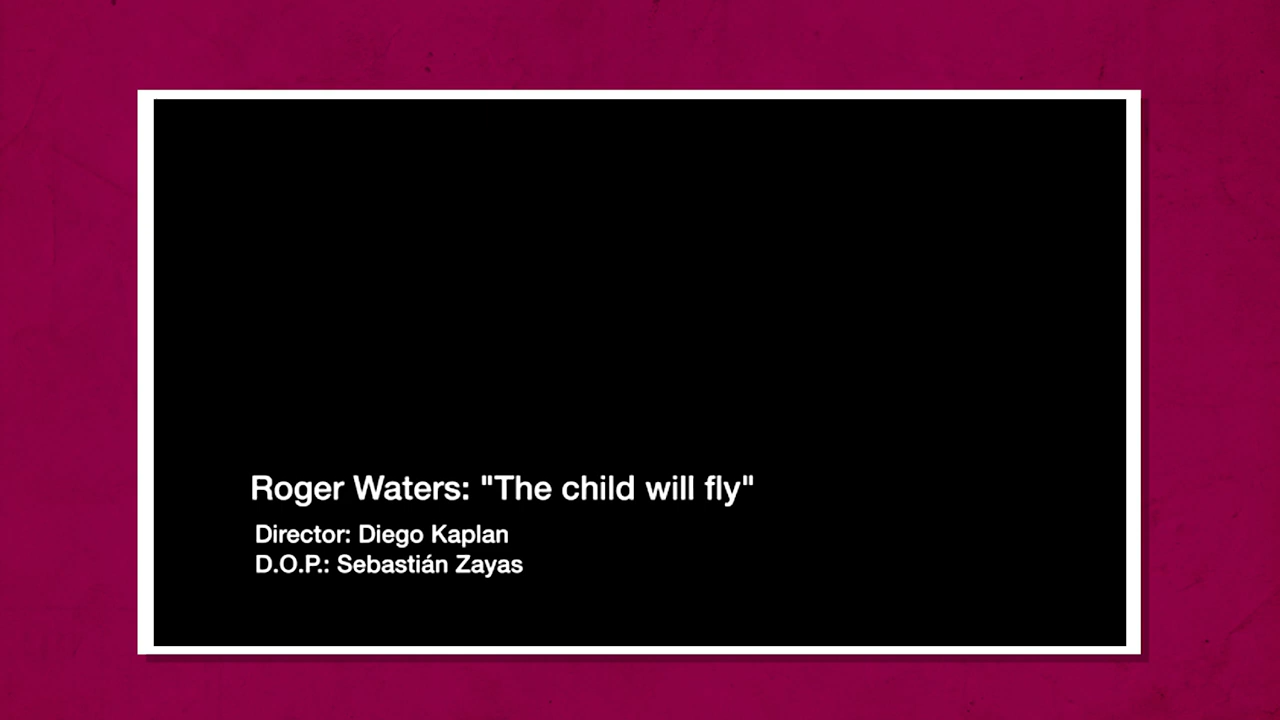 Roger Waters: "The child will fly"
Director: Diego Kaplan
D.O.P.: Sebastián Zayas